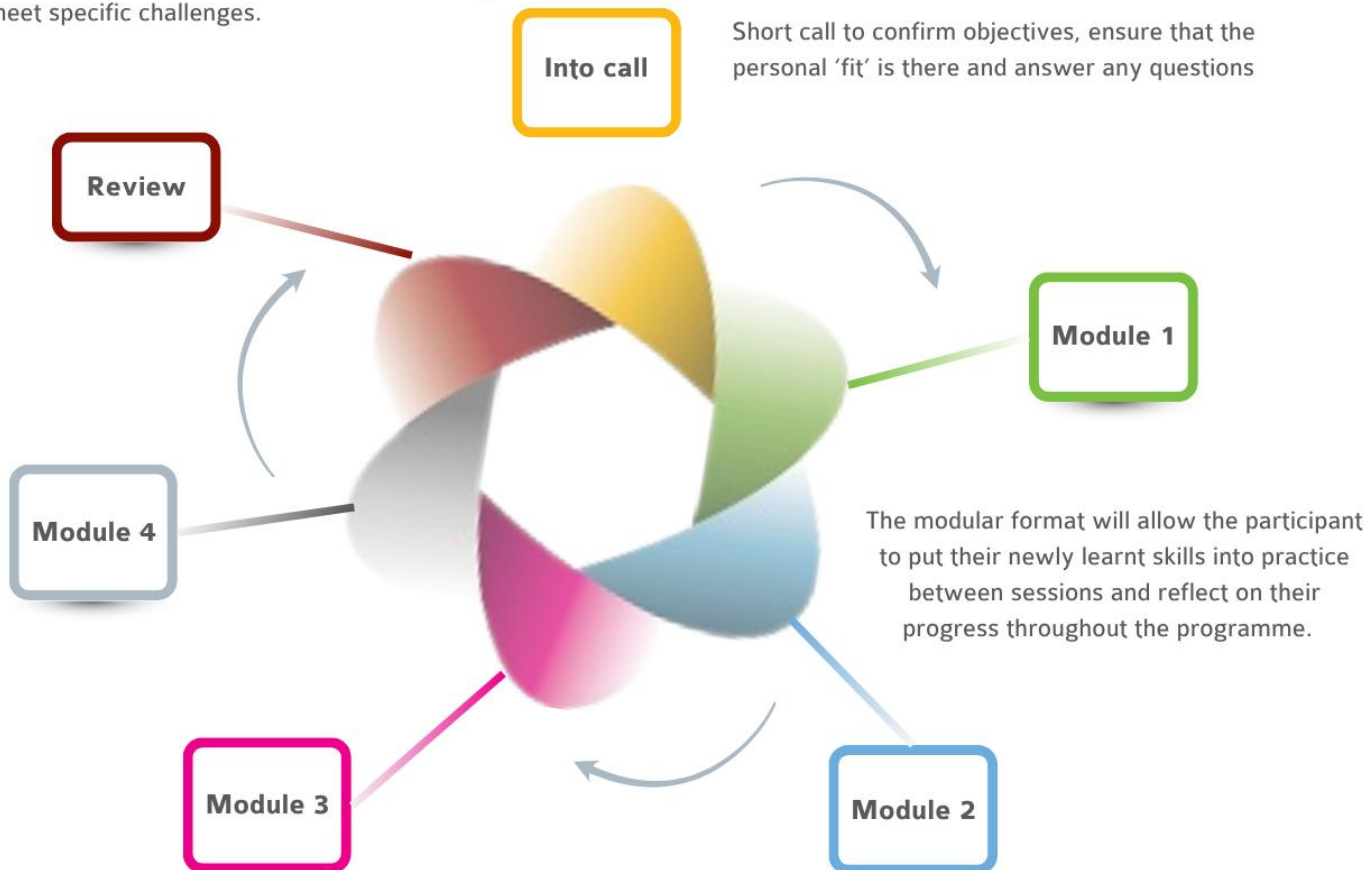 meet specific challenges.
Into call
Short call to confirm objectives, ensure that the
personal ‘fit’ is there and answer any questions
Review
Module 1
Module 4
The modular format will allow the participant
to put their newly learnt skills into practice
between sessions and reflect on their
progress throughout the programme.
Module 3
Module 2